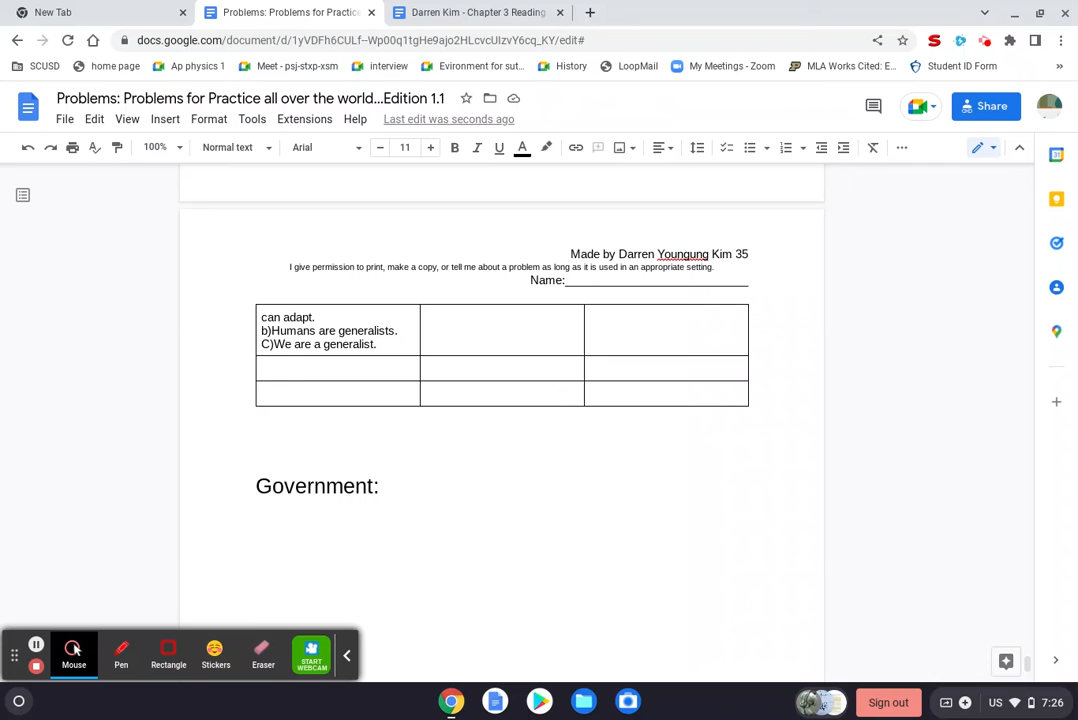 New Tab
Problems: Problems for Practice
Darren Kim - Chapter 3 Reading
docs.google.com/document/d/1yVDFh6CULf--Wp00q1tgHe9ajo2HLcvcUIzvY6cq_KY/edit#
SCUSD
home page
Ap physics 1
Meet - psj-stxp-xsm
interview
Evironment for sut...
History
LoopMail
My Meetings - Zoom
MLA Works Cited: E...
Student ID Form
Problems: Problems for Practice all over the world...Edition 1.1
Share
File Edit View Insert Format Tools Extensions Help Last edit was seconds ago
100% Normal text Arial 11 B I U A
Made by Darren Youngung Kim 35
I give permission to print, make a copy, or tell me about a problem as long as it is used in an appropriate setting.
Name:
can adapt.
b)Humans are generalists.
C)We are a generalist.
Government:
Mouse
Pen
Rectangle
Stickers
Eraser
START
WEBCAM
Sign out
US
7:26